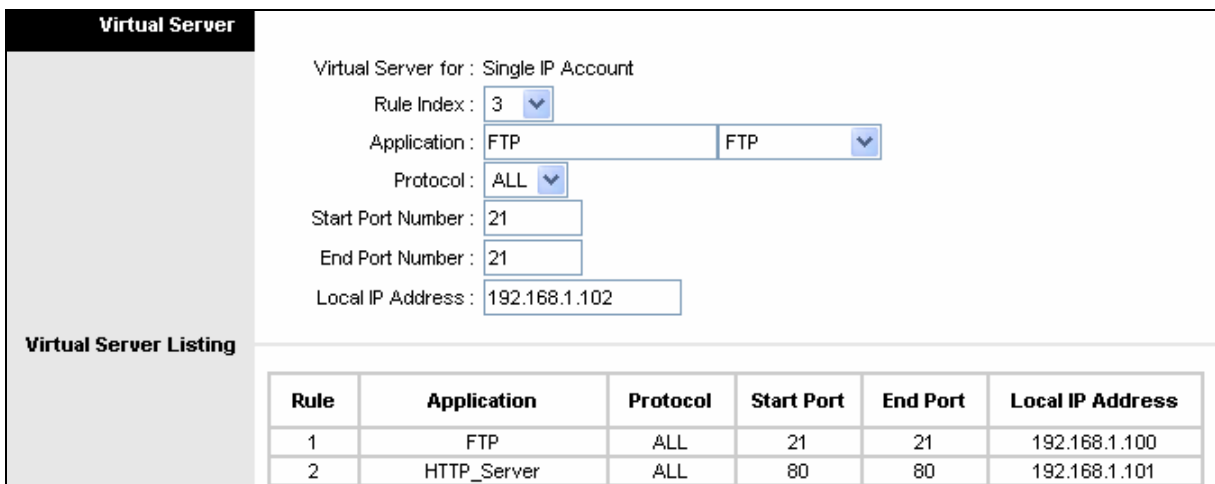 Virtual Server
Virtual Server for : Single IP Account
Rule Index : 3
Application : FTP FTP
Protocol : ALL
Start Port Number : 21
End Port Number : 21
Local IP Address : 192.168.1.102
Virtual Server Listing
Rule Application Protocol Start Port End Port Local IP Address
1 FTP ALL 21 21 192.168.1.100
2 HTTP_Server ALL 80 80 192.168.1.101